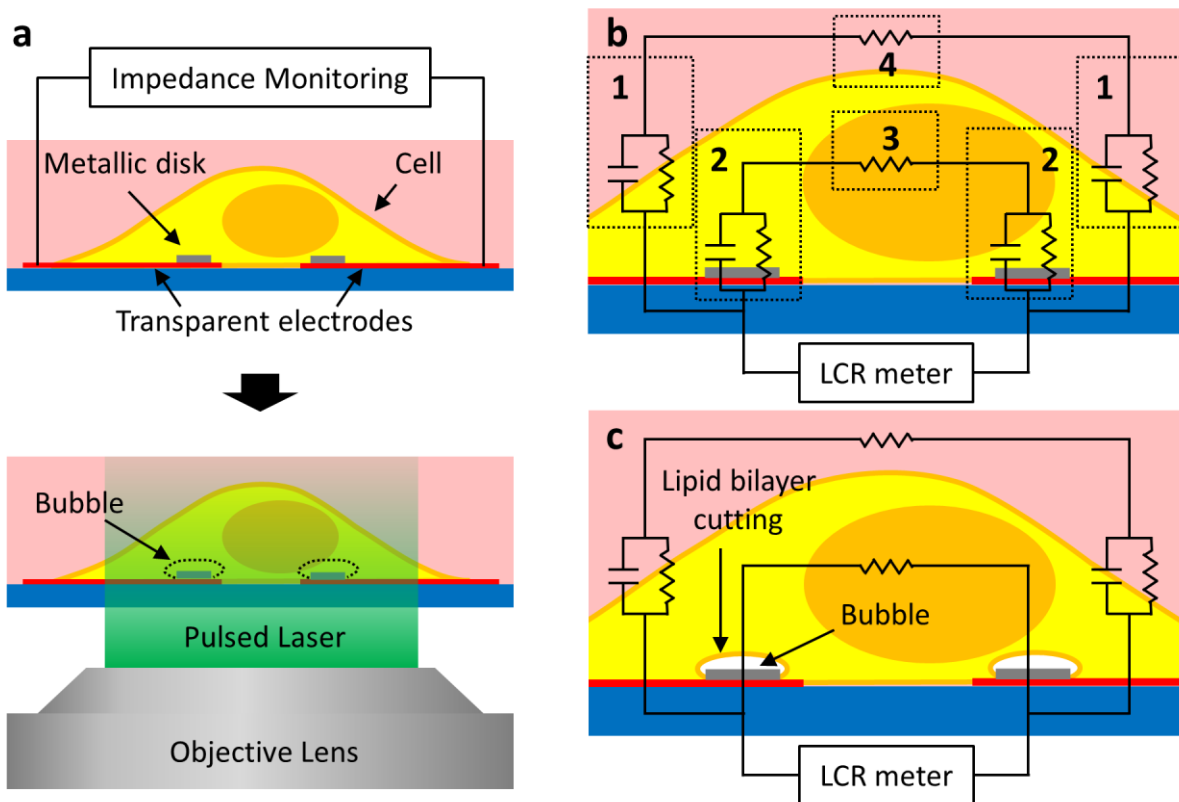 a
Impedance Monitoring
Metallic disk
Cell
Transparent electrodes
Bubble
Pulsed Laser
Objective Lens
b
1
4
1
2
3
2
LCR meter
c
Lipid bilayer
cutting
Bubble
LCR meter